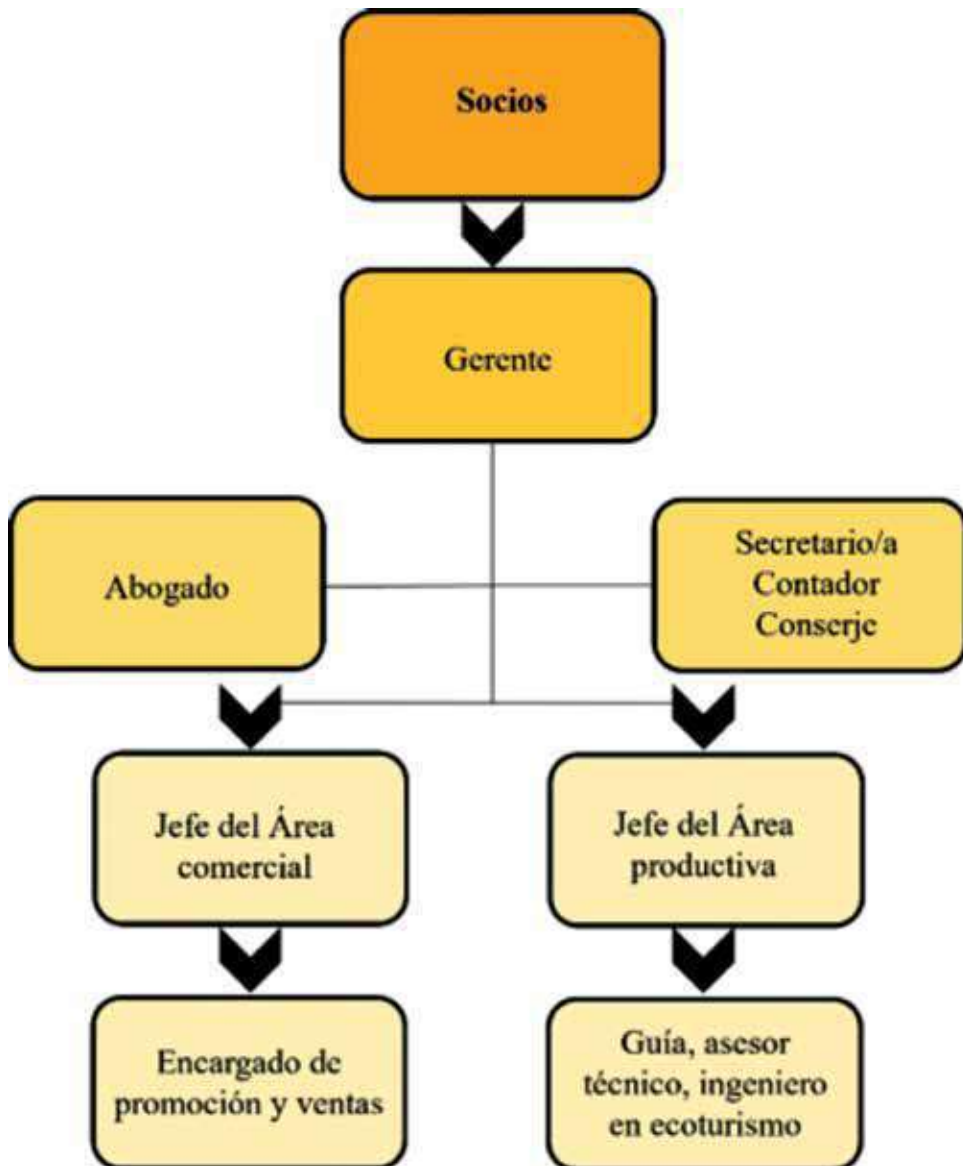 Socios
Gerente
Abogado
Secretario/a
Contador
Conserje
Jefe del Área
comercial
Jefe del Área
productiva
Encargado de
promoción y ventas
Guía, asesor
técnico, ingeniero
en ecoturismo